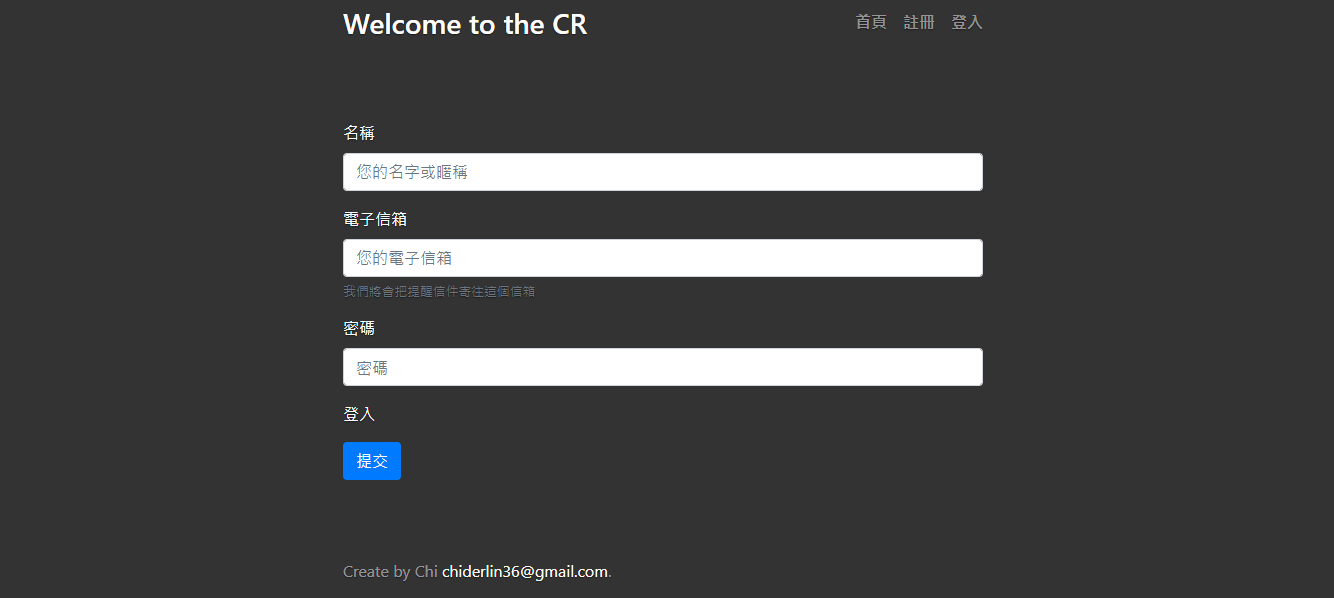 Welcome to the CR
首頁 註冊 登入
名稱
您的名字或暱稱
電子信箱
您的電子信箱
我們將會把提醒信件寄往這個信箱
密碼
密碼
登入
提交
Create by Chi chiderlin36@gmail.com.